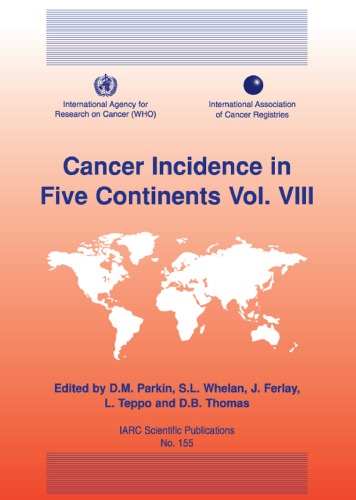 International Agency for
Research on Cancer (WHO)
International Association
of Cancer Registries
Cancer Incidence in
Five Continents Vol. VIII
Edited by D.M. Parkin, S.L. Whelan, J. Ferlay,
L. Teppo and D.B. Thomas
IARC Scientific Publications
No. 155